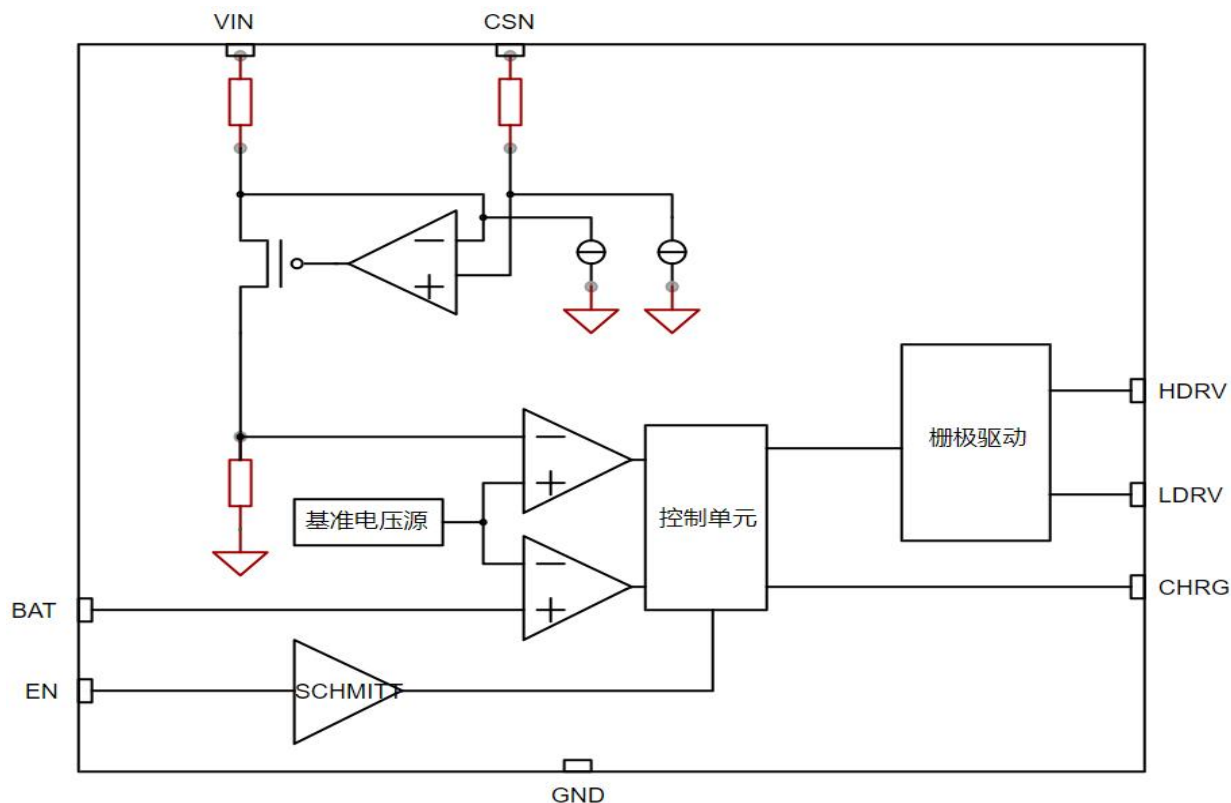 VIN
CSN
HDRV
栅极驱动
LDRV
控制单元
基准电压源
CHRG
BAT
EN
SCHMITT
GND